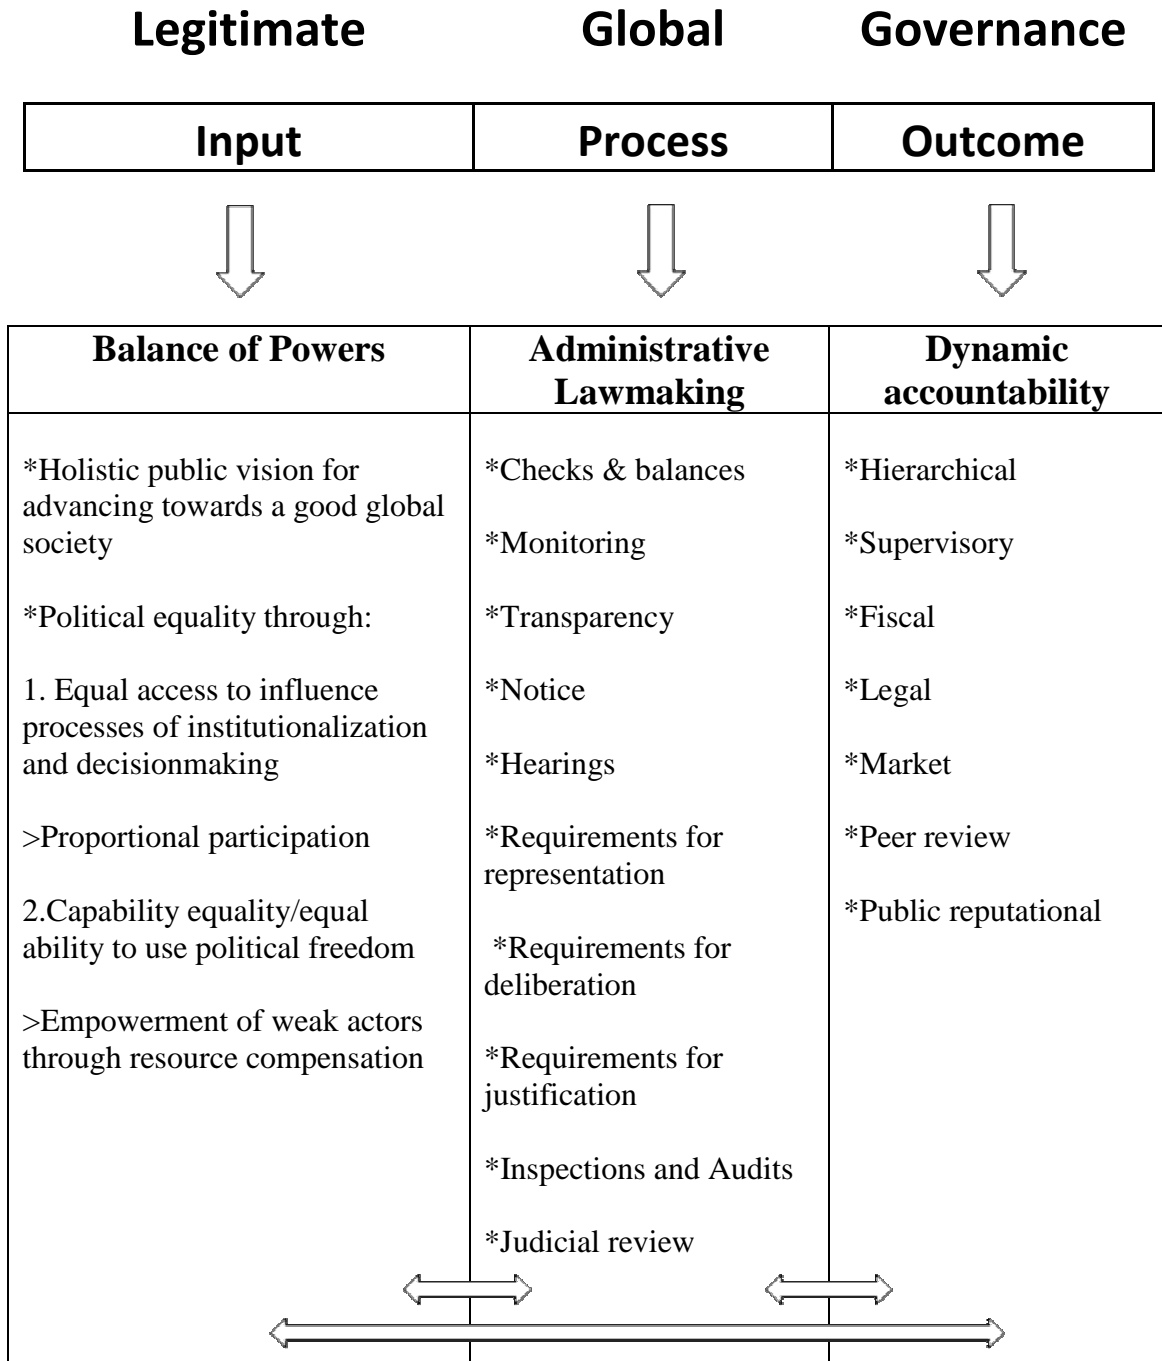 Legitimate Global Governance
Input Process Outcome
Balance of Powers
*Holistic public vision for
advancing towards a good global
society
*Political equality through:
1. Equal access to influence
processes of institutionalization
and decisionmaking
>Proportional participation
2.Capability equality/equal
ability to use political freedom
>Empowerment of weak actors
through resource compensation
Administrative
Lawmaking
*Checks & balances
*Monitoring
*Transparency
*Notice
*Hearings
*Requirements for
representation
*Requirements for
deliberation
*Requirements for
justification
*Inspections and Audits
*Judicial review
Dynamic
accountability
*Hierarchical
*Supervisory
*Fiscal
*Legal
*Market
*Peer review
*Public reputational